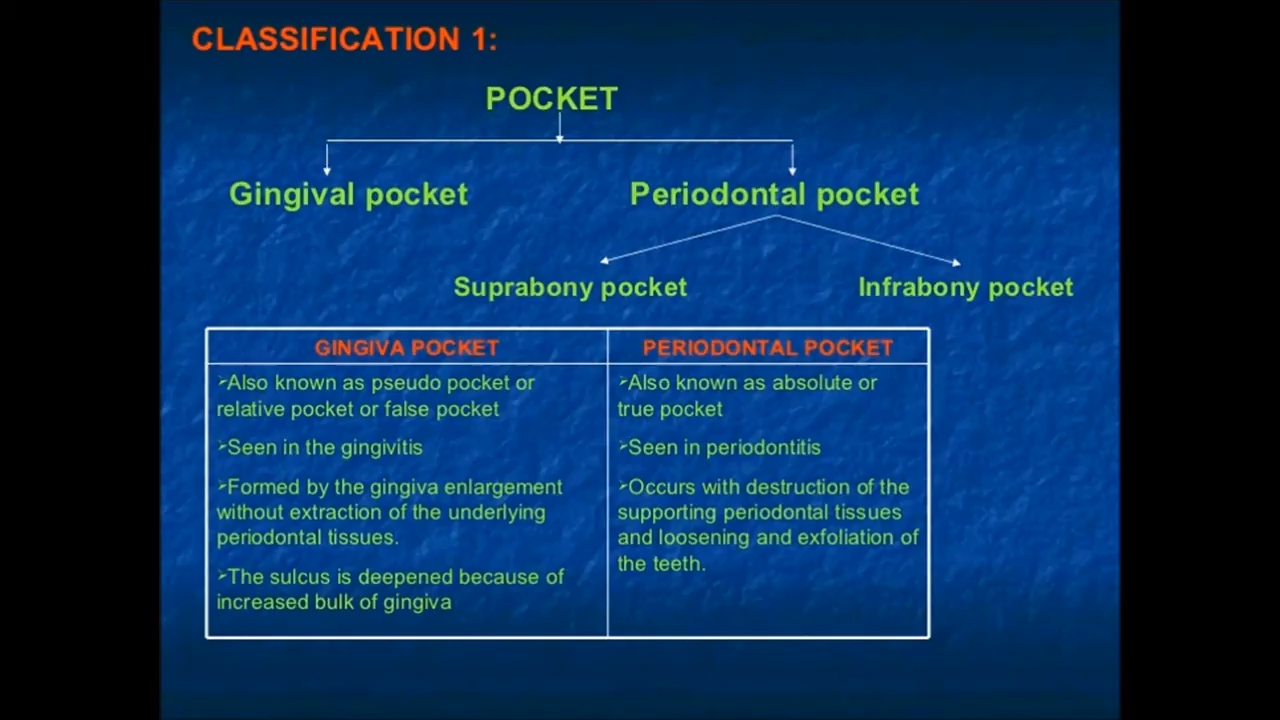 CLASSIFICATION 1:
POCKET
Gingival pocket
Periodontal pocket
Suprabony pocket
Infrabony pocket
GINGIVA POCKET
➢Also known as pseudo pocket or
relative pocket or false pocket
➢Seen in the gingivitis
➢Formed by the gingiva enlargement
without extraction of the underlying
periodontal tissues.
➢The sulcus is deepened because of
increased bulk of gingiva
PERIODONTAL POCKET
➢Also known as absolute or
true pocket
➢Seen in periodontitis
➢Occurs with destruction of the
supporting periodontal tissues
and loosening and exfoliation of
the teeth.